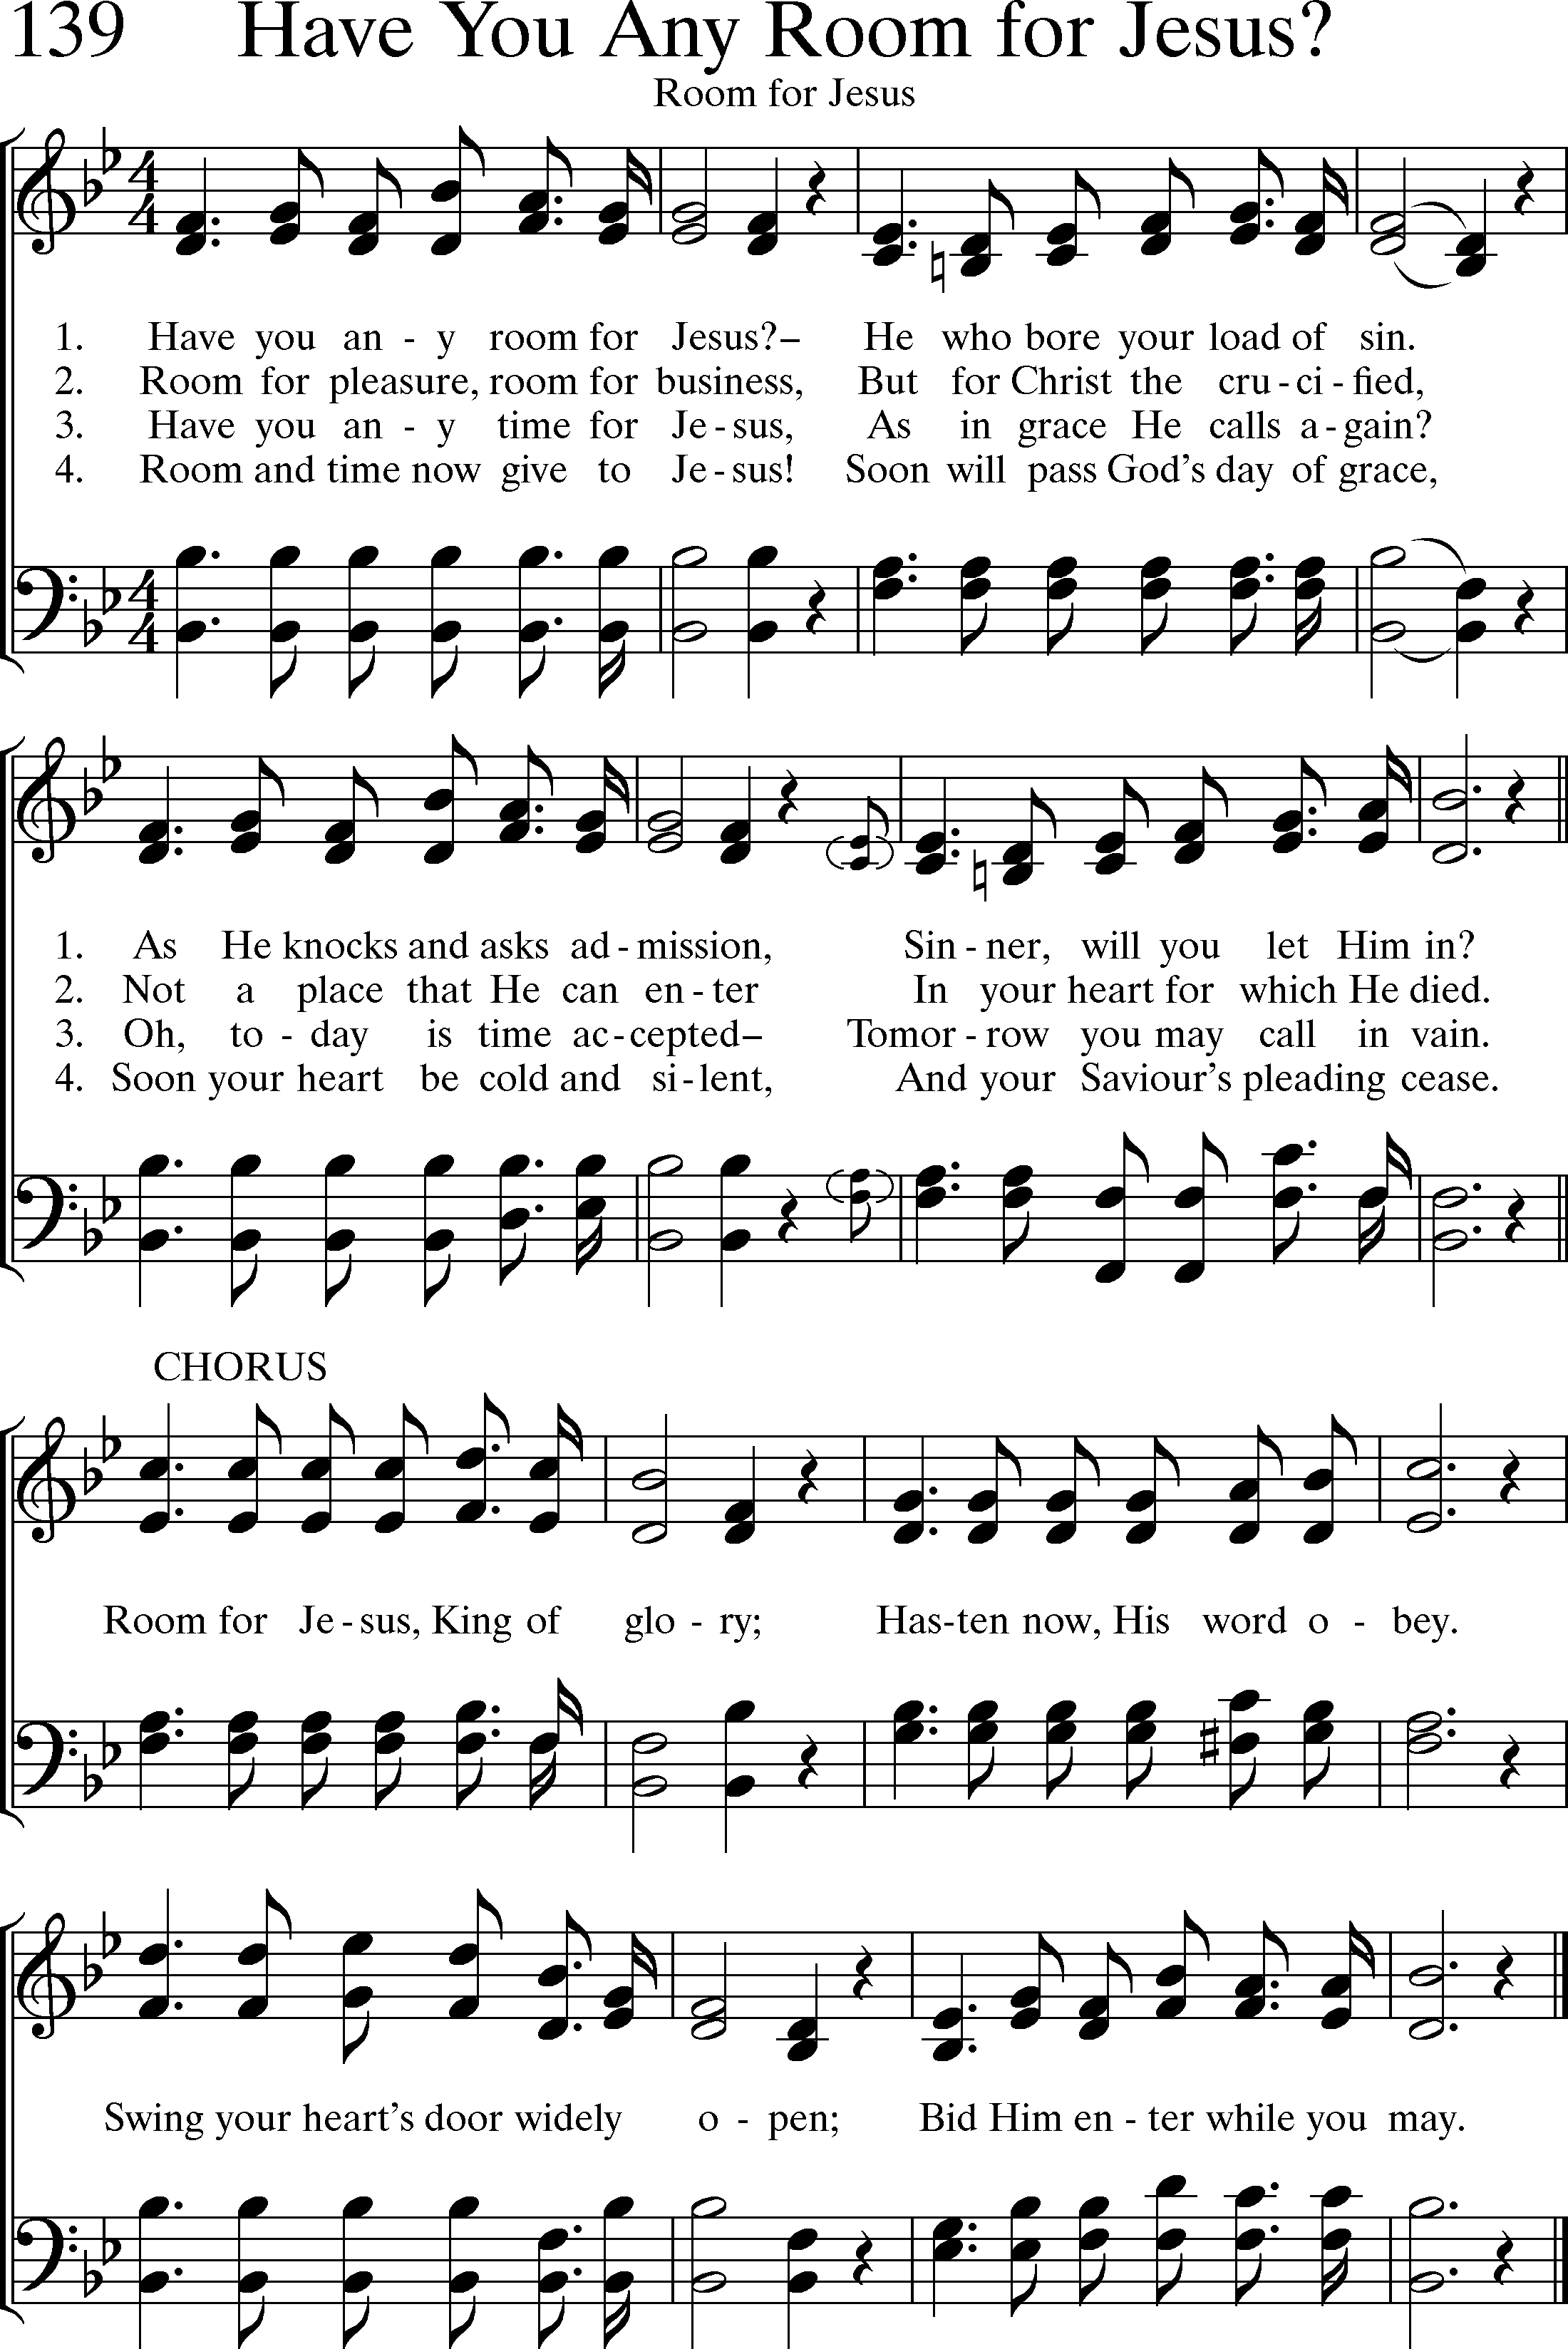 139 Have You Any Room for Jesus?
Room for Jesus
1. Have you an - y room for Jesus?– He who bore your load of sin.
2. Room for pleasure, room for business, But for Christ the cru - ci - fied,
3. Have you an - y time for Je - sus, As in grace He calls a - gain?
4. Room and time now give to Je - sus! Soon will pass God's day of grace,
1. As He knocks and asks ad - mission, Sin - ner, will you let Him in?
2. Not a place that He can en - ter In your heart for which He died.
3. Oh, to - day is time ac - cepted– Tomor - row you may call in vain.
4. Soon your heart be cold and si - lent, And your Saviour's pleading cease.
CHORUS
Room for Je - sus, King of glo - ry; Has - ten now, His word o - bey.
Swing your heart's door widely o - pen; Bid Him en - ter while you may.